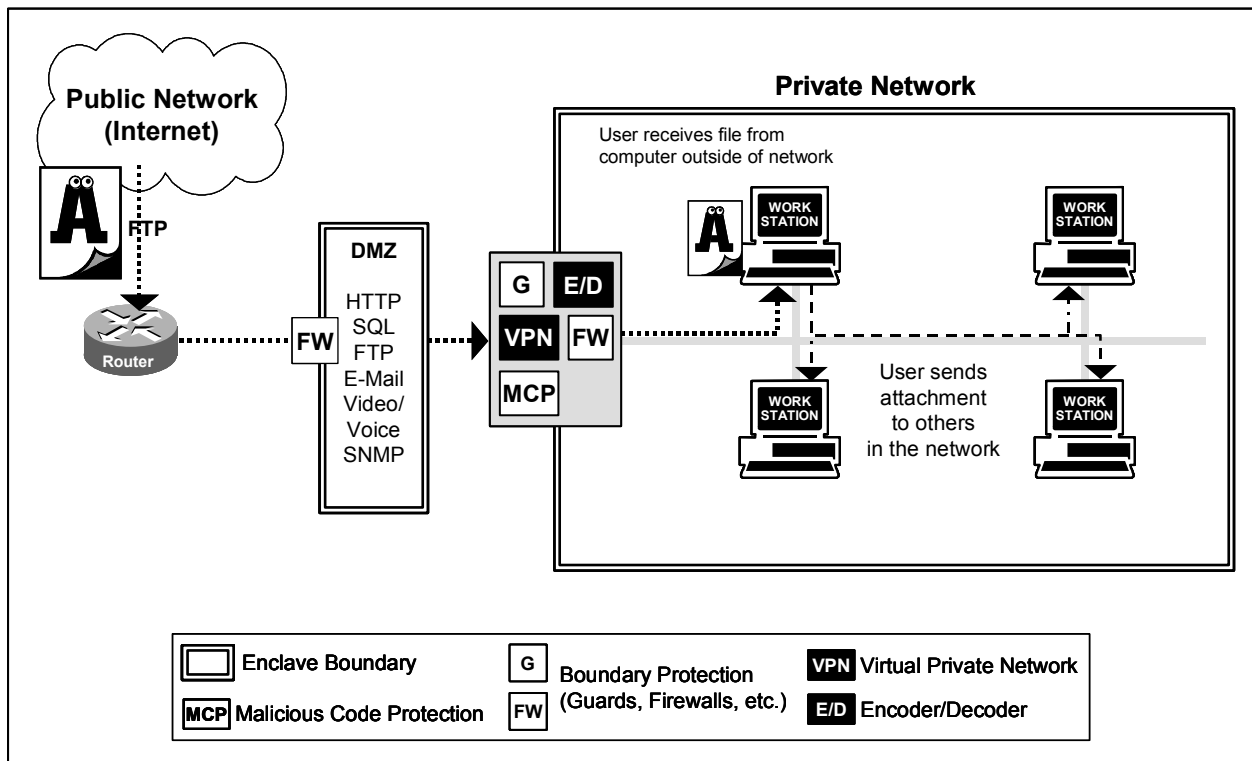 Public Network
(Internet)
A
FTP
Router
FW
DMZ
HTTP
SQL
FTP
E-Mail
Video/
Voice
SNMP
G
E/D
VPN
FW
MCP
Private Network
User receives file from
computer outside of network
A
WORK
STATION
WORK
STATION
WORK
STATION
WORK
STATION
User sends
attachment
to others
in the network
Enclave Boundary
MCP Malicious Code Protection
G
FW
Boundary Protection
(Guards, Firewalls, etc.)
VPN Virtual Private Network
E/D Encoder/Decoder